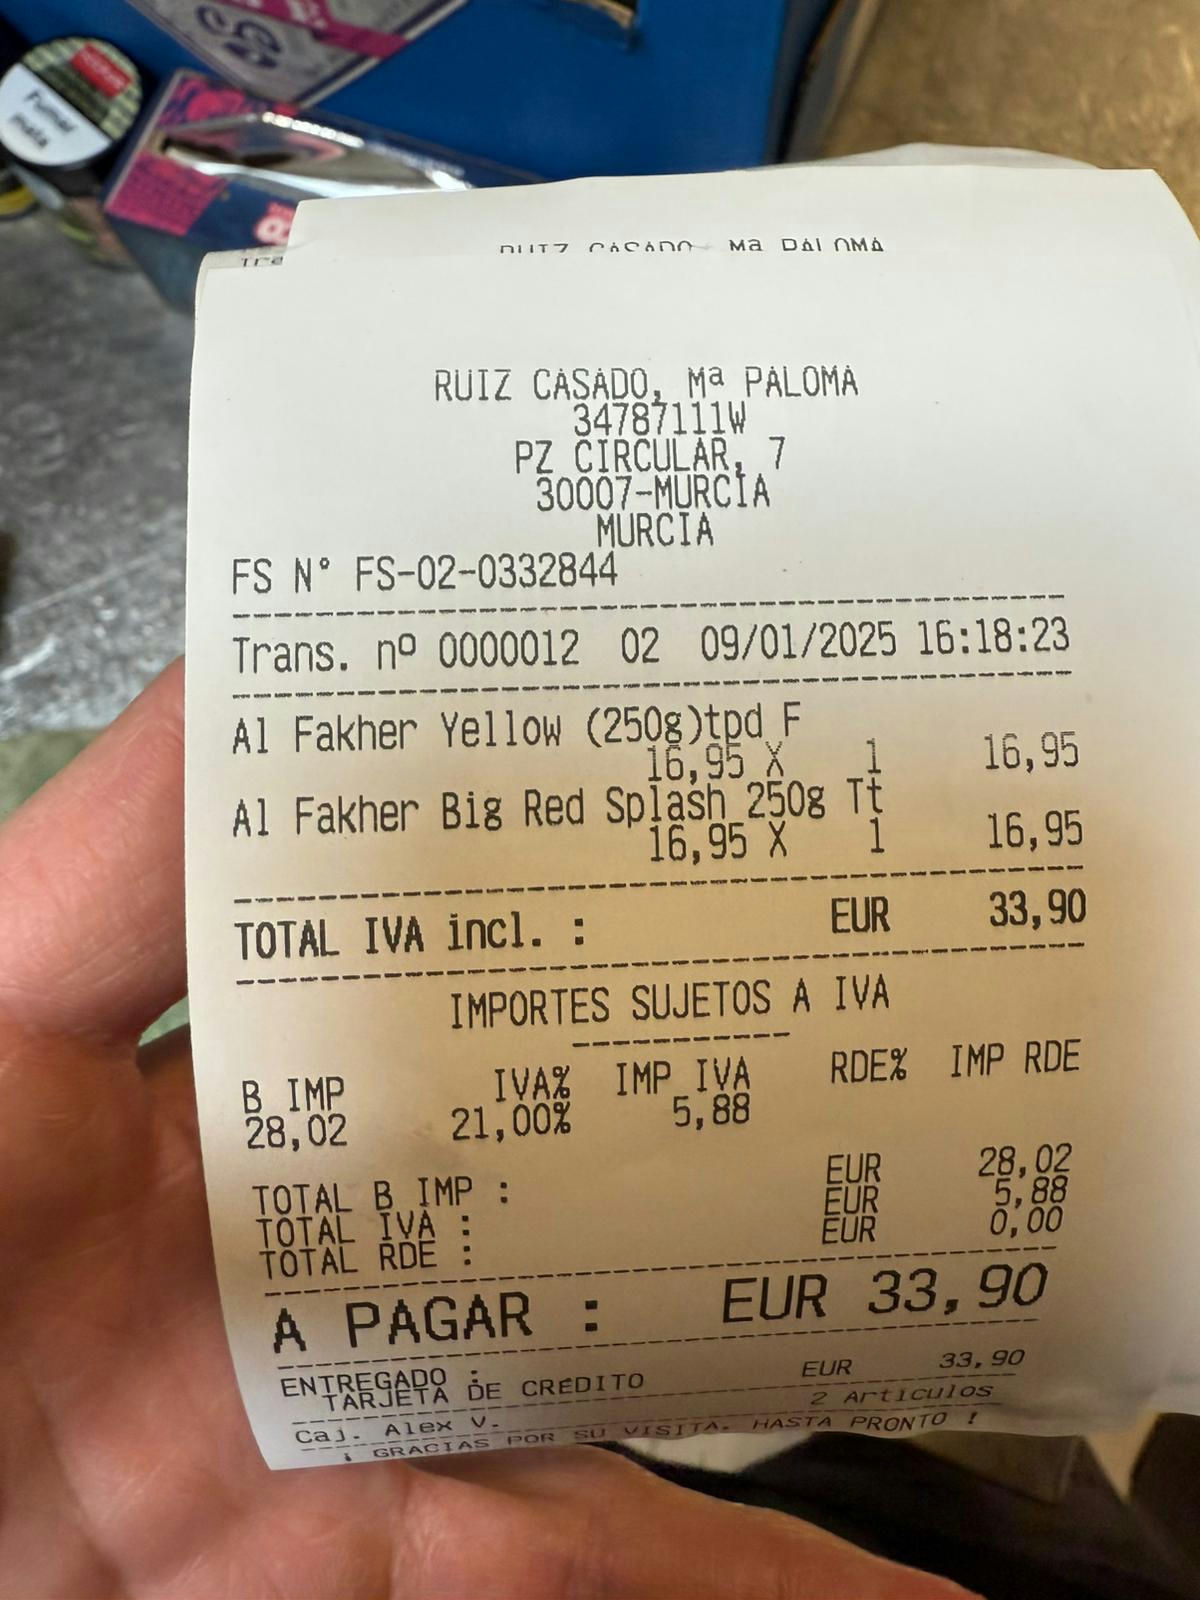 Fumar
mata
RUIZ CASADO, Mª PALOMA
Tra
RUIZ CASADO, Mª PALOMA
34787111W
PZ CIRCULAR, 7
30007-MURCIA
MURCIA
FS N° FS-02-0332844
Trans. nº 0000012 02 09/01/2025 16:18:23
Al Fakher Yellow (250g)tpd F
16,95 X 1 16,95
Al Fakher Big Red Splash 250g Tt
16,95 X 1 16,95
TOTAL IVA incl. : EUR 33,90
IMPORTES SUJETOS A IVA
B IMP IVA% IMP IVA RDE% IMP RDE
28,02 21,00% 5,88
TOTAL B IMP : EUR 28,02
TOTAL IVA : EUR 5,88
TOTAL RDE : EUR 0,00
A PAGAR : EUR 33,90
ENTREGADO :
TARJETA DE CREDITO EUR 33,90
2 Articulos
Caj. Alex V.
¡ GRACIAS POR SU VISITA. HASTA PRONTO !